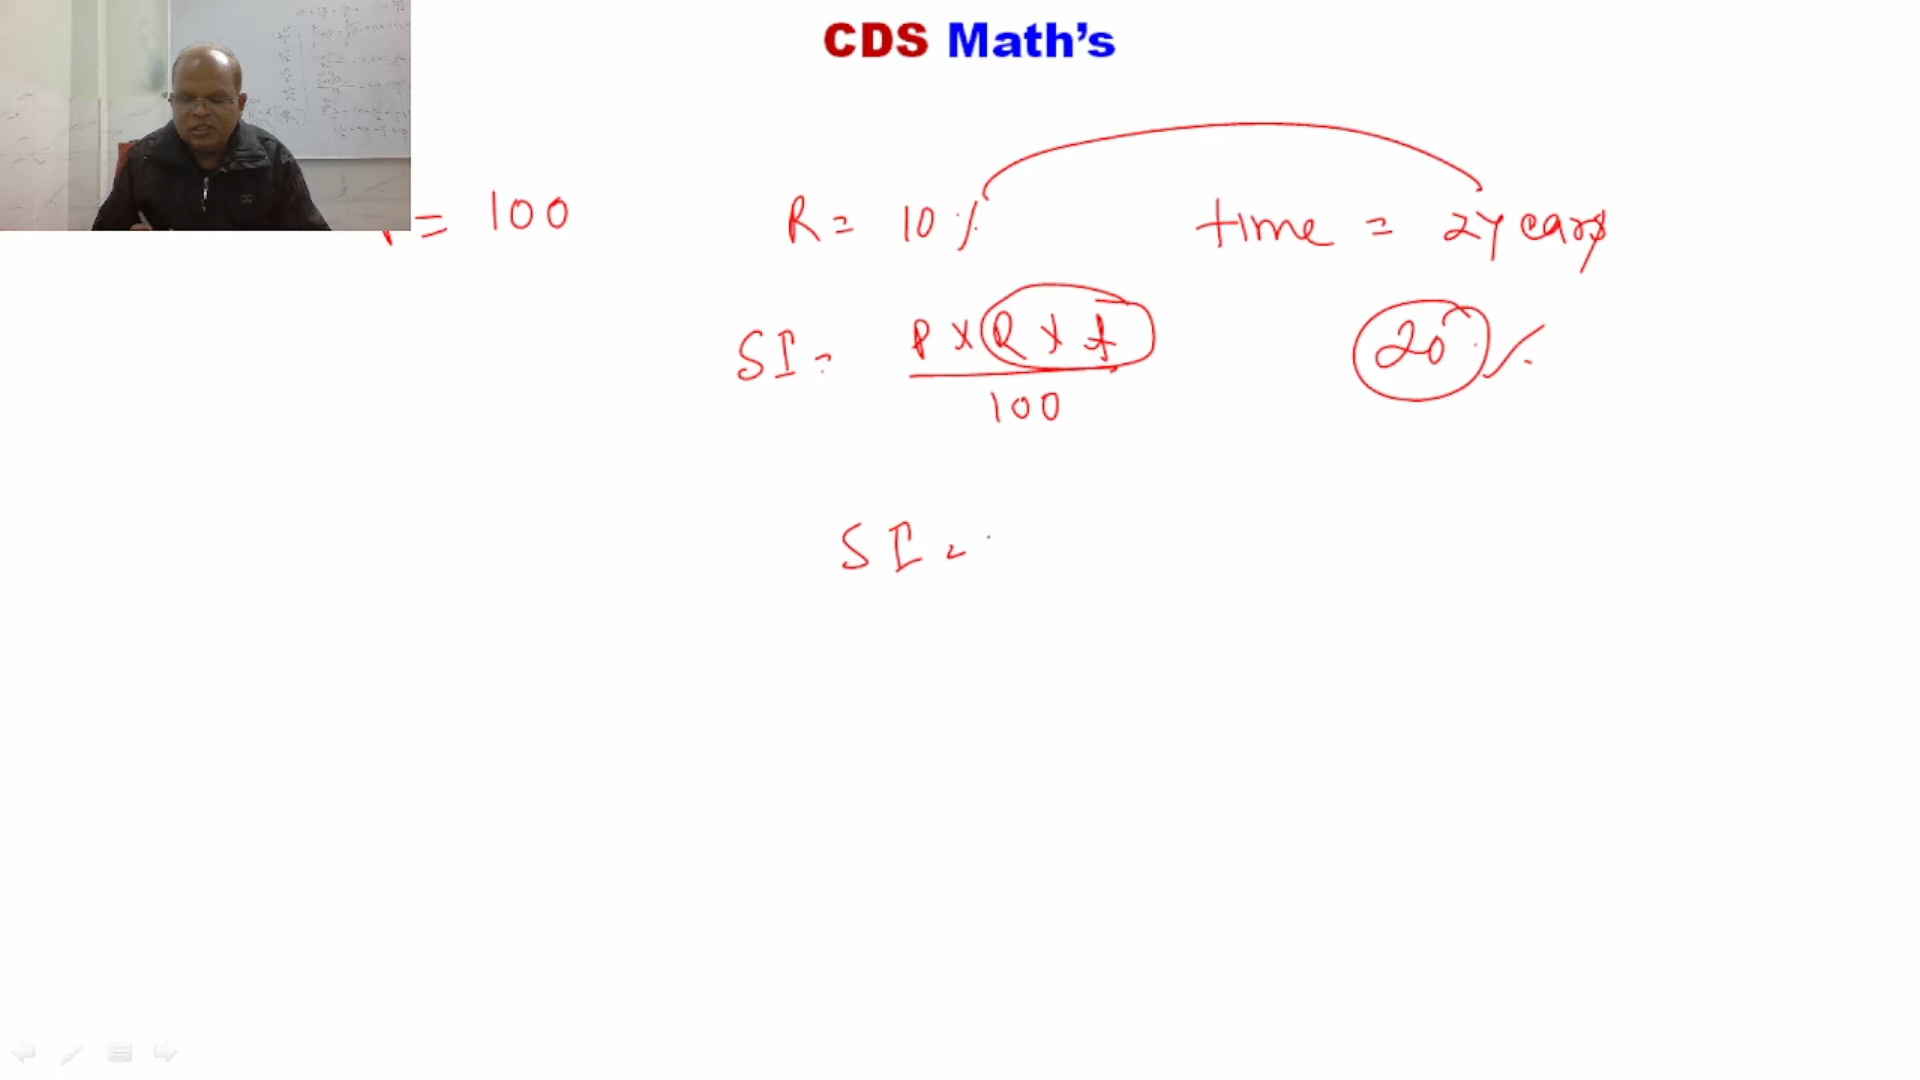 CDS Math’s
= 100 R = 10 % time = 2 years
SI = P x R x t
100
20 %
SI =